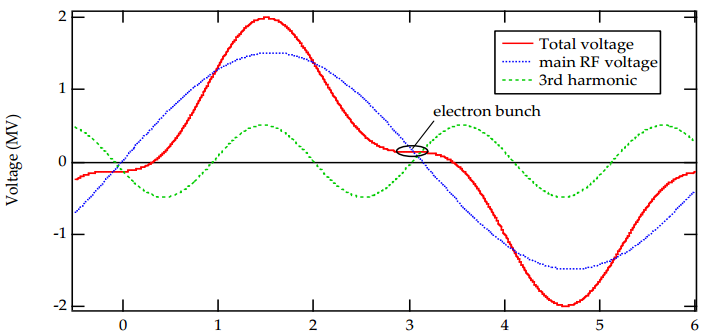 2
1
0
-1
-2
Voltage (MV)
Total voltage
main RF voltage
3rd harmonic
electron bunch
0 1 2 3 4 5 6